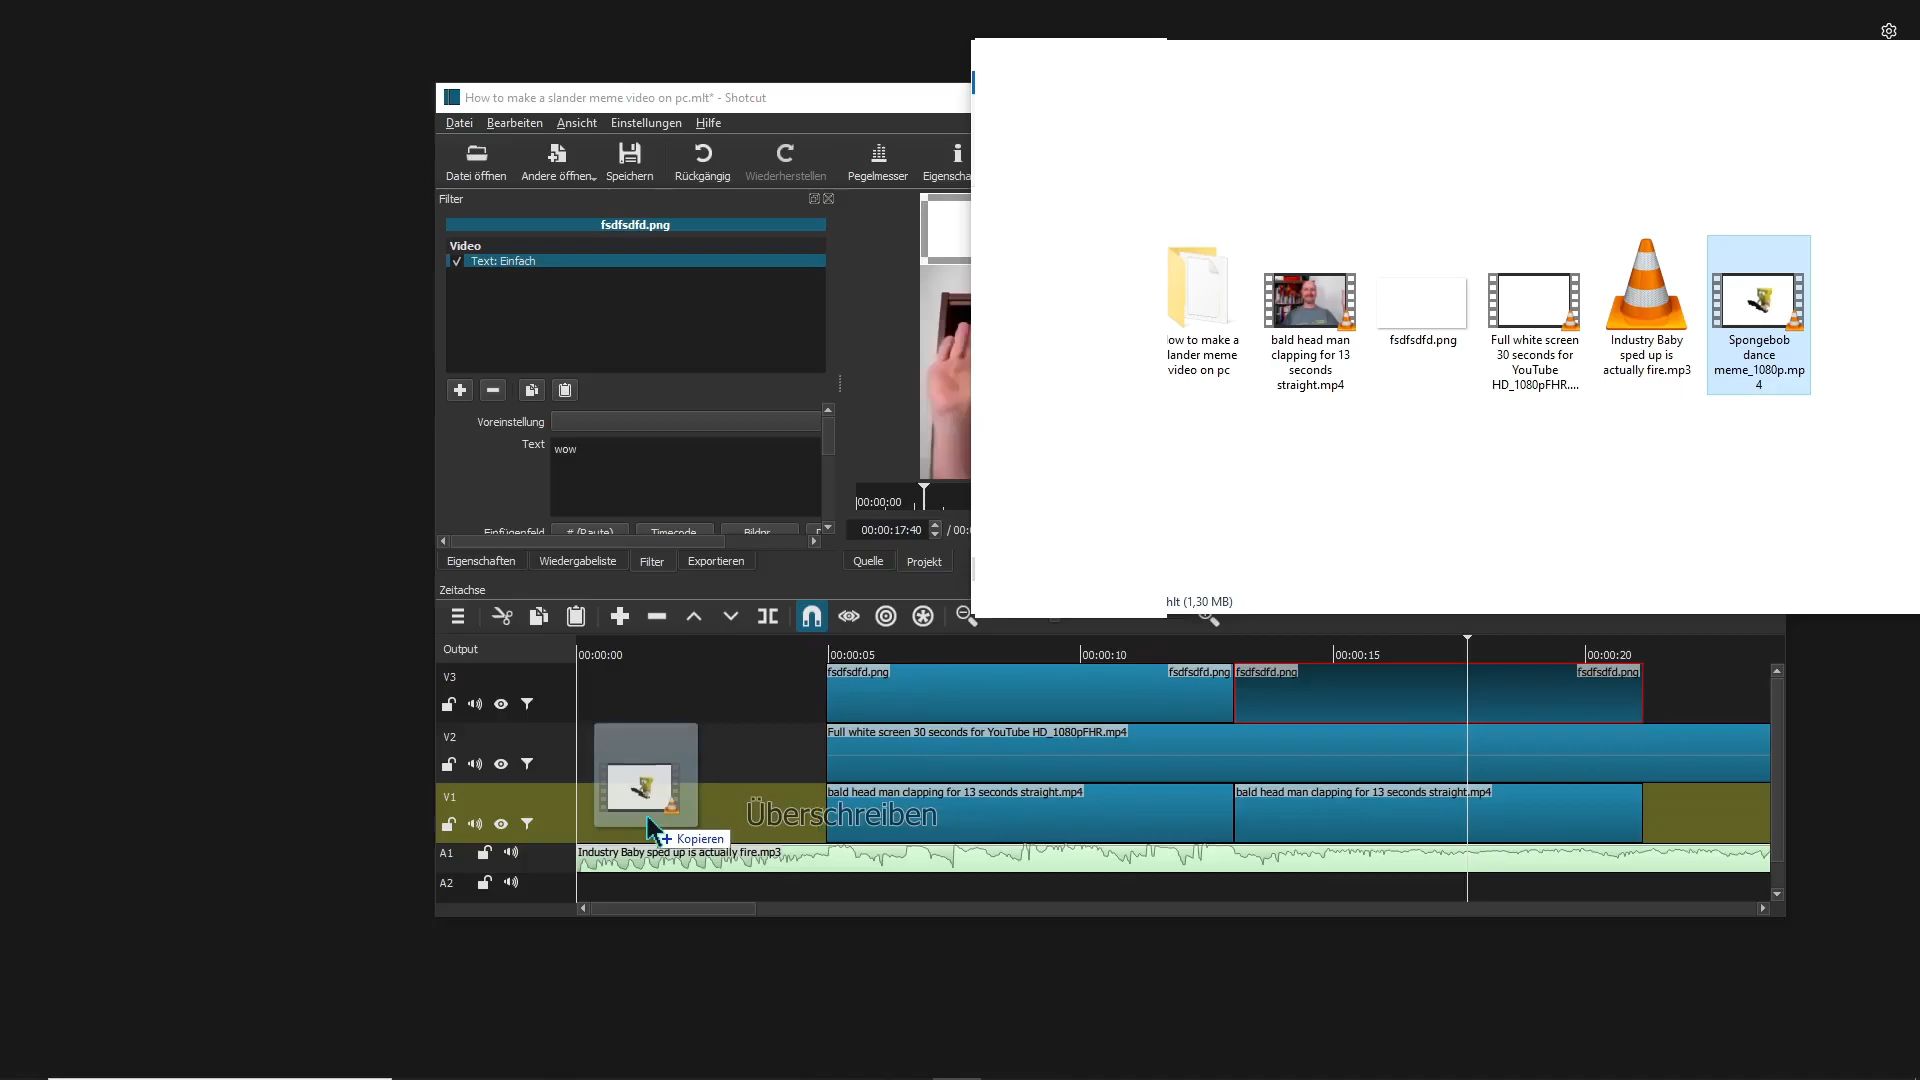 How to make a slander meme video on pc.mlt* - Shotcut
Datei Bearbeiten Ansicht Einstellungen Hilfe
Datei öffnen Andere öffnen Speichern Rückgängig Wiederherstellen Pegelmesser Eigenscha
Filter
fsdfsdfd.png
Video
Text: Einfach
Voreinstellung
Text
wow
Einfügenfeld # (Raute) Timecode Bildnr.
|00:00:00
00:00:17:40 / 00:
Eigenschaften Wiedergabeliste Filter Exportieren
Quelle Projekt
ow to make a
lander meme
video on pc
bald head man
clapping for 13
seconds
straight.mp4
fsdfsdfd.png
Full white screen
30 seconds for
YouTube
HD_1080pFHR....
Industry Baby
sped up is
actually fire.mp3
Spongebob
dance
meme_1080p.mp
4
hlt (1,30 MB)
Zeitachse
Output
00:00:00 00:00:05 00:00:10 00:00:15 00:00:20
V3
fsdfsdfd.png fsdfsdfd.png fsdfsdfd.png fsdfsdfd.png
V2
Full white screen 30 seconds for YouTube HD_1080pFHR.mp4
V1
bald head man clapping for 13 seconds straight.mp4 bald head man clapping for 13 seconds straight.mp4
Überschreiben
Kopieren
A1
Industry Baby sped up is actually fire.mp3
A2